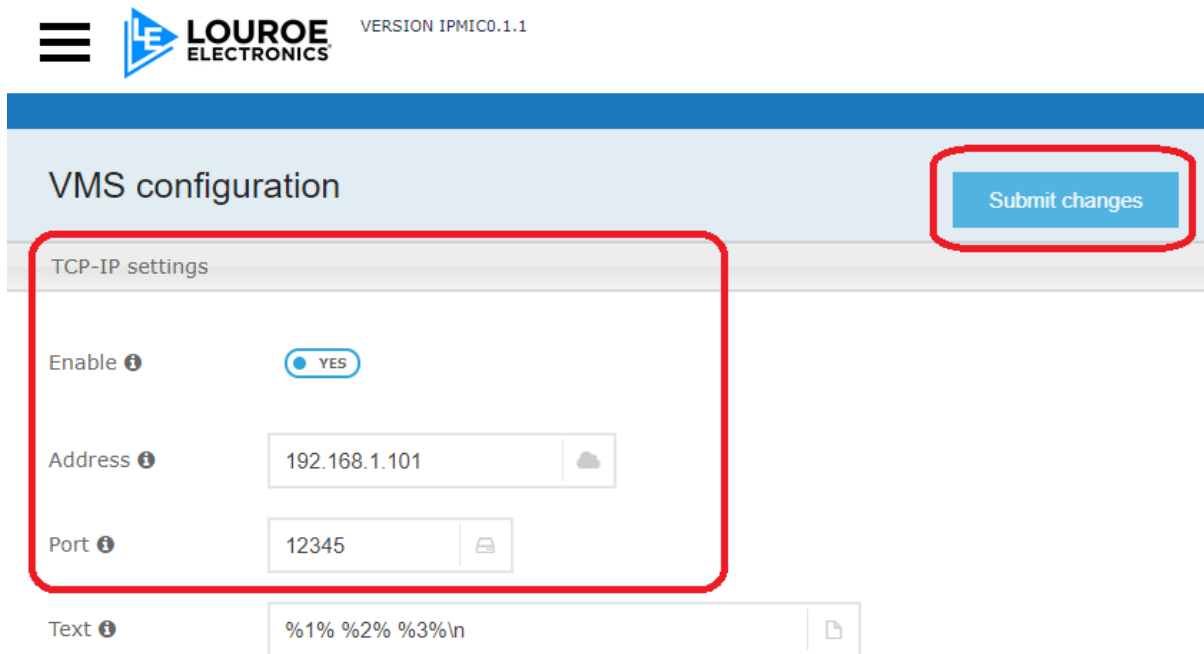 LOUROE
ELECTRONICS
VERSION IPMIC0.1.1
VMS configuration
Submit changes
TCP-IP settings
Enable
YES
Address
192.168.1.101
Port
12345
Text
%1% %2% %3%\n